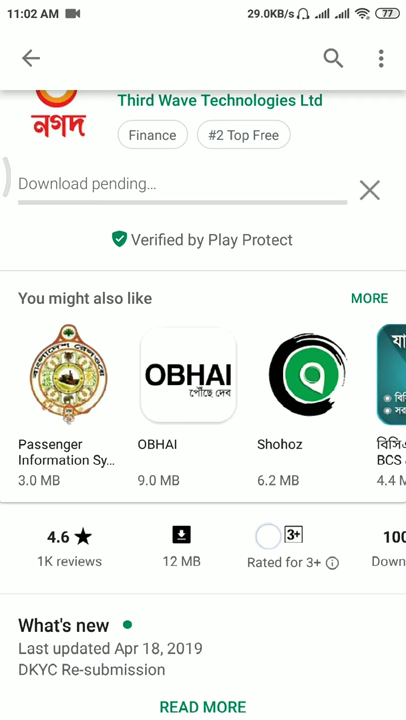 11:02 AM
29.0KB/s
77
নগদ
Third Wave Technologies Ltd
Finance
#2 Top Free
Download pending...
Verified by Play Protect
You might also like
MORE
OBHAI
পৌঁছে দেব
Passenger
Information Sy...
3.0 MB
OBHAI
9.0 MB
Shohoz
6.2 MB
BCS
4.4 M
4.6 ★
1K reviews
12 MB
3+
Rated for 3+
100
Down
What's new
Last updated Apr 18, 2019
DKYC Re-submission
READ MORE